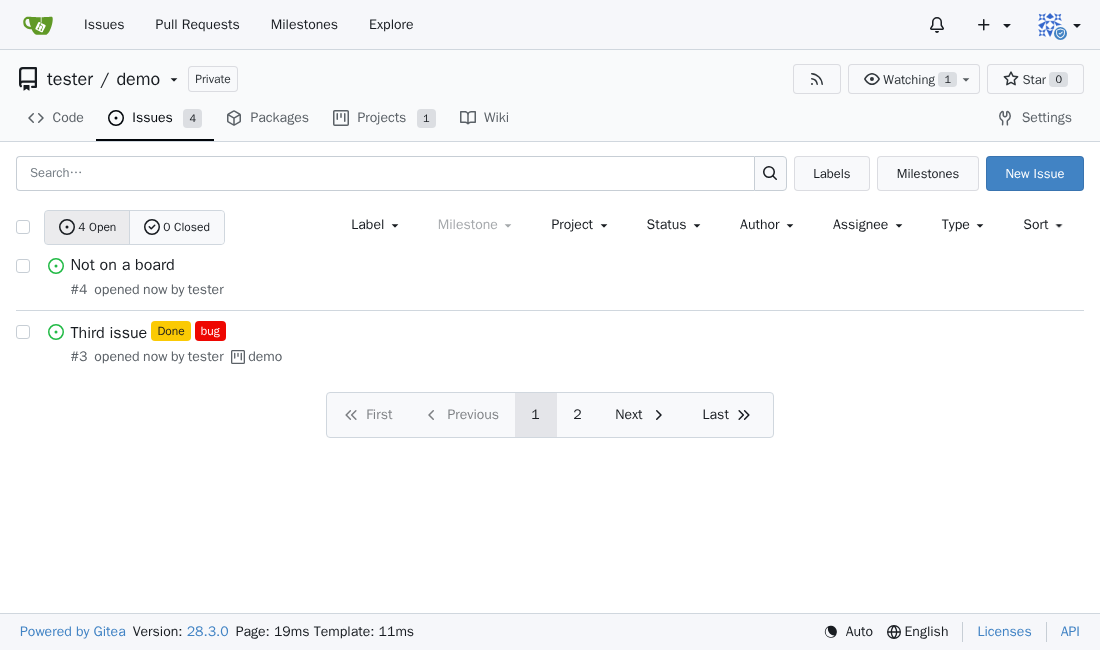 Issues Pull Requests Milestones Explore
tester / demo Private Watching 1 Star 0
Code Issues 4 Packages Projects 1 Wiki Settings
Search… Labels Milestones New Issue
4 Open 0 Closed Label Milestone Project Status Author Assignee Type Sort
Not on a board
#4 opened now by tester
Third issue Done bug
#3 opened now by tester demo
First Previous 1 2 Next Last
Powered by Gitea Version: 28.3.0 Page: 19ms Template: 11ms Auto English Licenses API